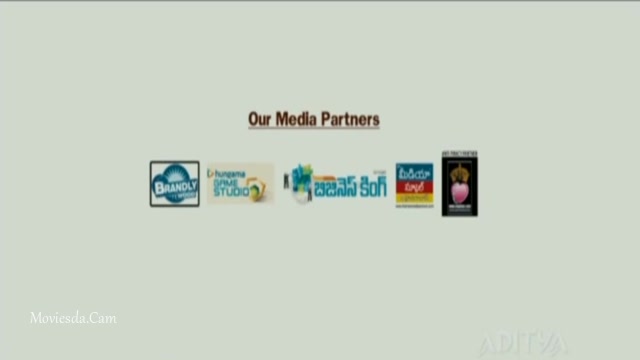 Our Media Partners
BRANDLY
hungama
GAME
STUDIO
బిజినెస్ కింగ్
మీడియా
స్కూల్
Moviesda.Cam
ADITYA